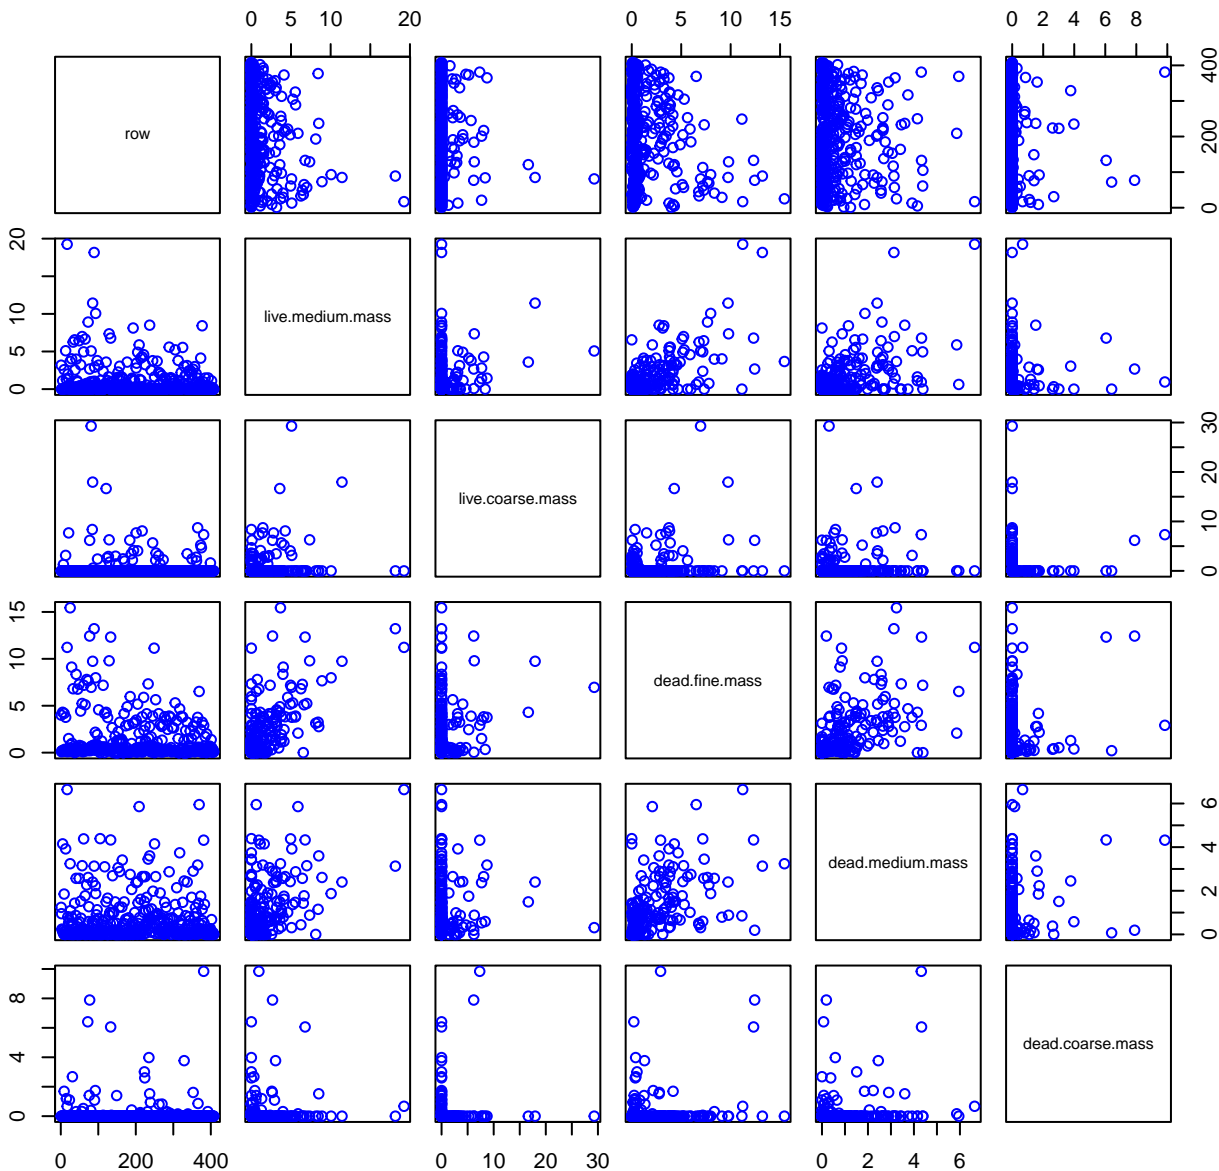 0 5 10 20 0 5 10 15 0 2 4 6 8
row
0 200 400
0 5 10 20
live.medium.mass
live.coarse.mass
0 10 20 30
0 5 10 15
dead.fine.mass
dead.medium.mass
0 2 4 6
0 4 8
dead.coarse.mass
0 200 400 0 10 20 30 0 2 4 6